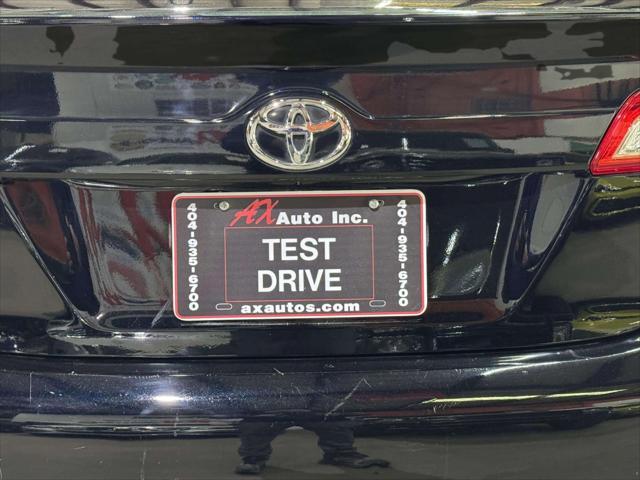 AX Auto Inc.
404-935-6700
TEST
DRIVE
404-935-6700
axautos.com